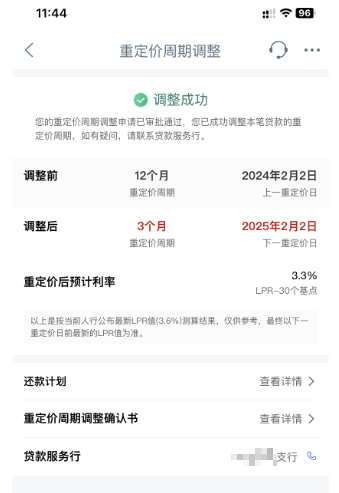 11:44
96
重定价周期调整
调整成功
您的重定价周期调整申请已审批通过，您已成功调整本笔贷款的重
定价周期，如有疑问，请联系贷款服务行。
调整前 12个月 2024年2月2日
重定价周期 上一重定价日
调整后 3个月 2025年2月2日
重定价周期 下一重定价日
重定价后预计利率 3.3%
LPR-30个基点
以上是按当前人行公布最新LPR值(3.6%)测算结果，仅供参考，最终以下一
重定价日前最新的LPR值为准。
还款计划 查看详情
重定价周期调整确认书 查看详情
贷款服务行 支行